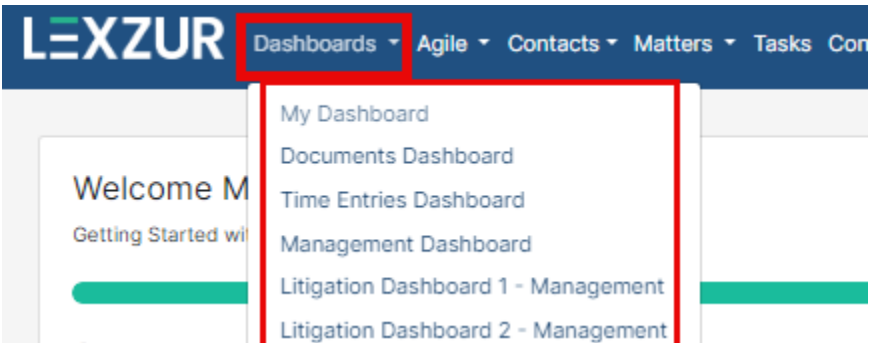 LEXZUR Dashboards Agile Contacts Matters Tasks
My Dashboard
Documents Dashboard
Welcome M
Time Entries Dashboard
Getting Started wi
Management Dashboard
Litigation Dashboard 1 - Management
Litigation Dashboard 2 - Management